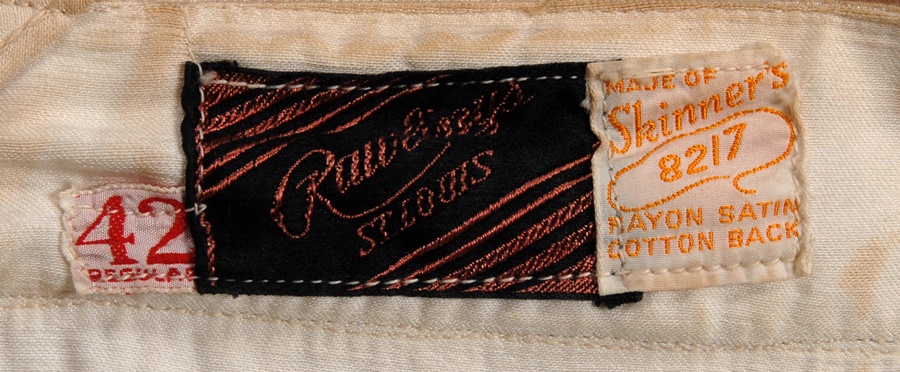 42
REGULAR
Rawlings
ST. LOUIS
MADE OF
Skinner's
8217
RAYON SATIN
COTTON BACK